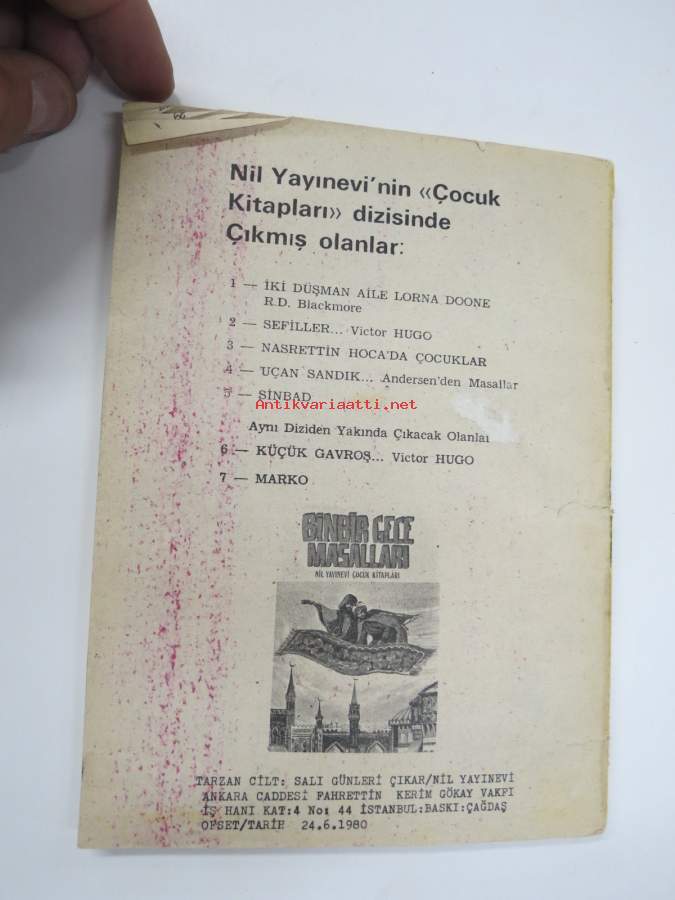 Nil Yayınevi'nin «Çocuk
Kitapları» dizisinde
Çıkmış olanlar:
1 — İKİ DÜŞMAN AİLE LORNA DOONE
R.D. Blackmore
2 — SEFİLLER... Victor HUGO
3 — NASRETTİN HOCA'DA ÇOCUKLAR
4 — UÇAN SANDIK... Andersen'den Masallar
5 — SİNBAD
Antikvariaatti.net
Aynı Diziden Yakında Çıkacak Olanlar
6 — KÜÇÜK GAVROŞ... Victor HUGO
7 — MARKO
BİNBİR GECE
MASALLARI
NİL YAYINEVİ ÇOCUK KİTAPLARI
TARZAN CİLT: SALI GÜNLERİ ÇIKAR/NİL YAYINEVİ
ANKARA CADDESİ FAHRETTİN KERİM GÖKAY VAKFI
İŞ HANI KAT:4 No: 44 İSTANBUL:BASKI:ÇAĞDAŞ
OFSET/TARİH 24.6.1980